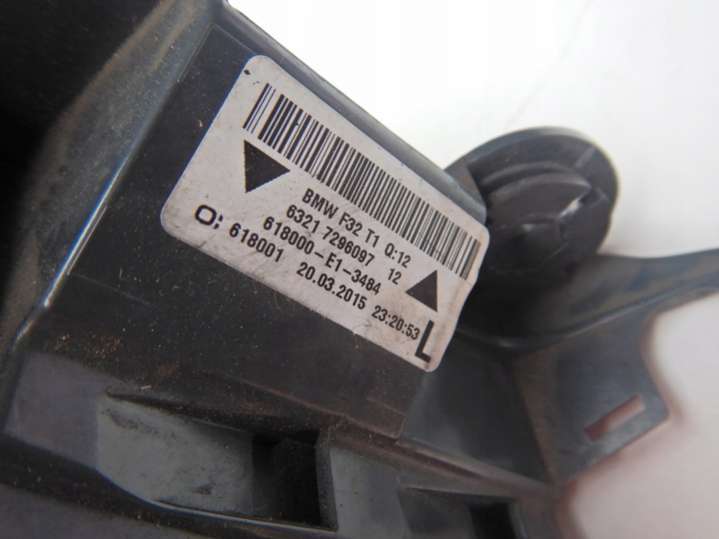 BMW F32 T1 Q:12
6321 7296097 12
618000-E1-3484
O: 618001 20.03.2015 23:20:53
L